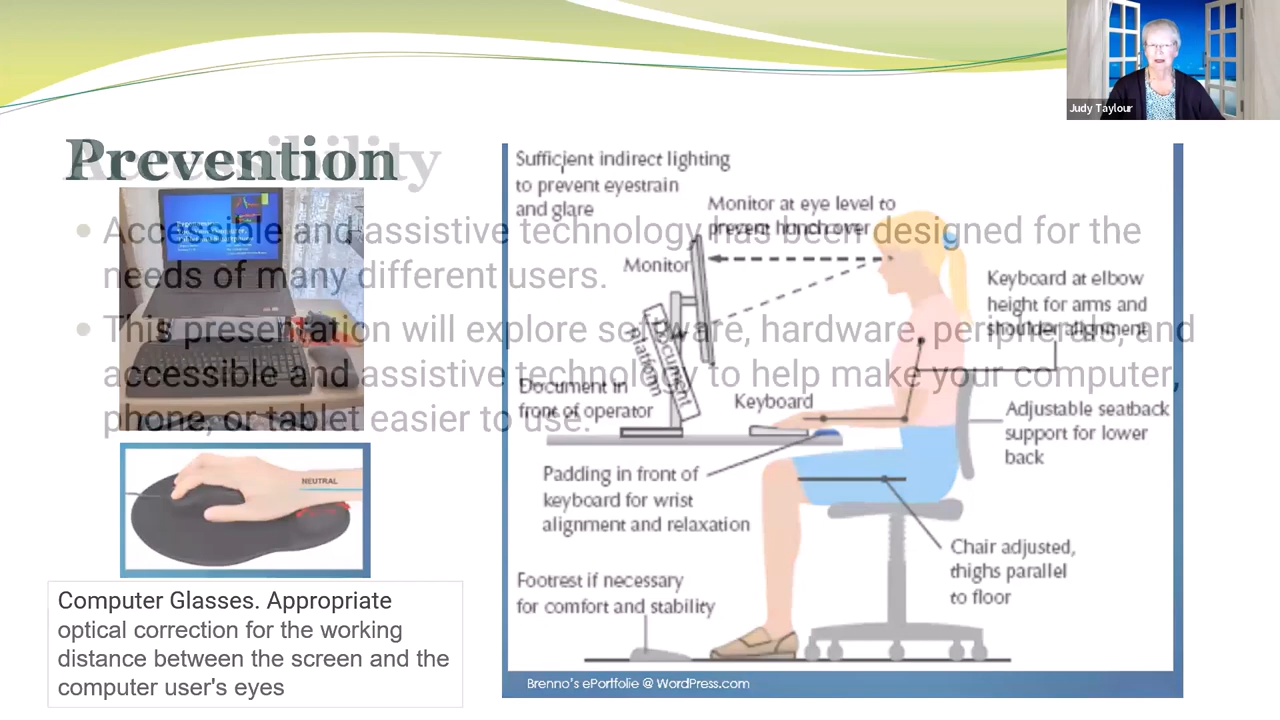 Judy Taylour
Prevention
Accessibility
Accessible and assistive technology has been designed for the
needs of many different users.
This presentation will explore software, hardware, peripherals, and
accessible and assistive technology to help make your computer,
phone, or tablet easier to use.
NEUTRAL
Computer Glasses. Appropriate
optical correction for the working
distance between the screen and the
computer user's eyes
Sufficient indirect lighting
to prevent eyestrain
and glare
Monitor at eye level to
prevent hunch over
Monitor
Keyboard at elbow
height for arms and
shoulder alignment
Document
platform
Document in
front of operator
Keyboard
Adjustable seatback
support for lower
back
Padding in front of
keyboard for wrist
alignment and relaxation
Chair adjusted,
thighs parallel
to floor
Footrest if necessary
for comfort and stability
Brenno's ePortfolie @ WordPress.com